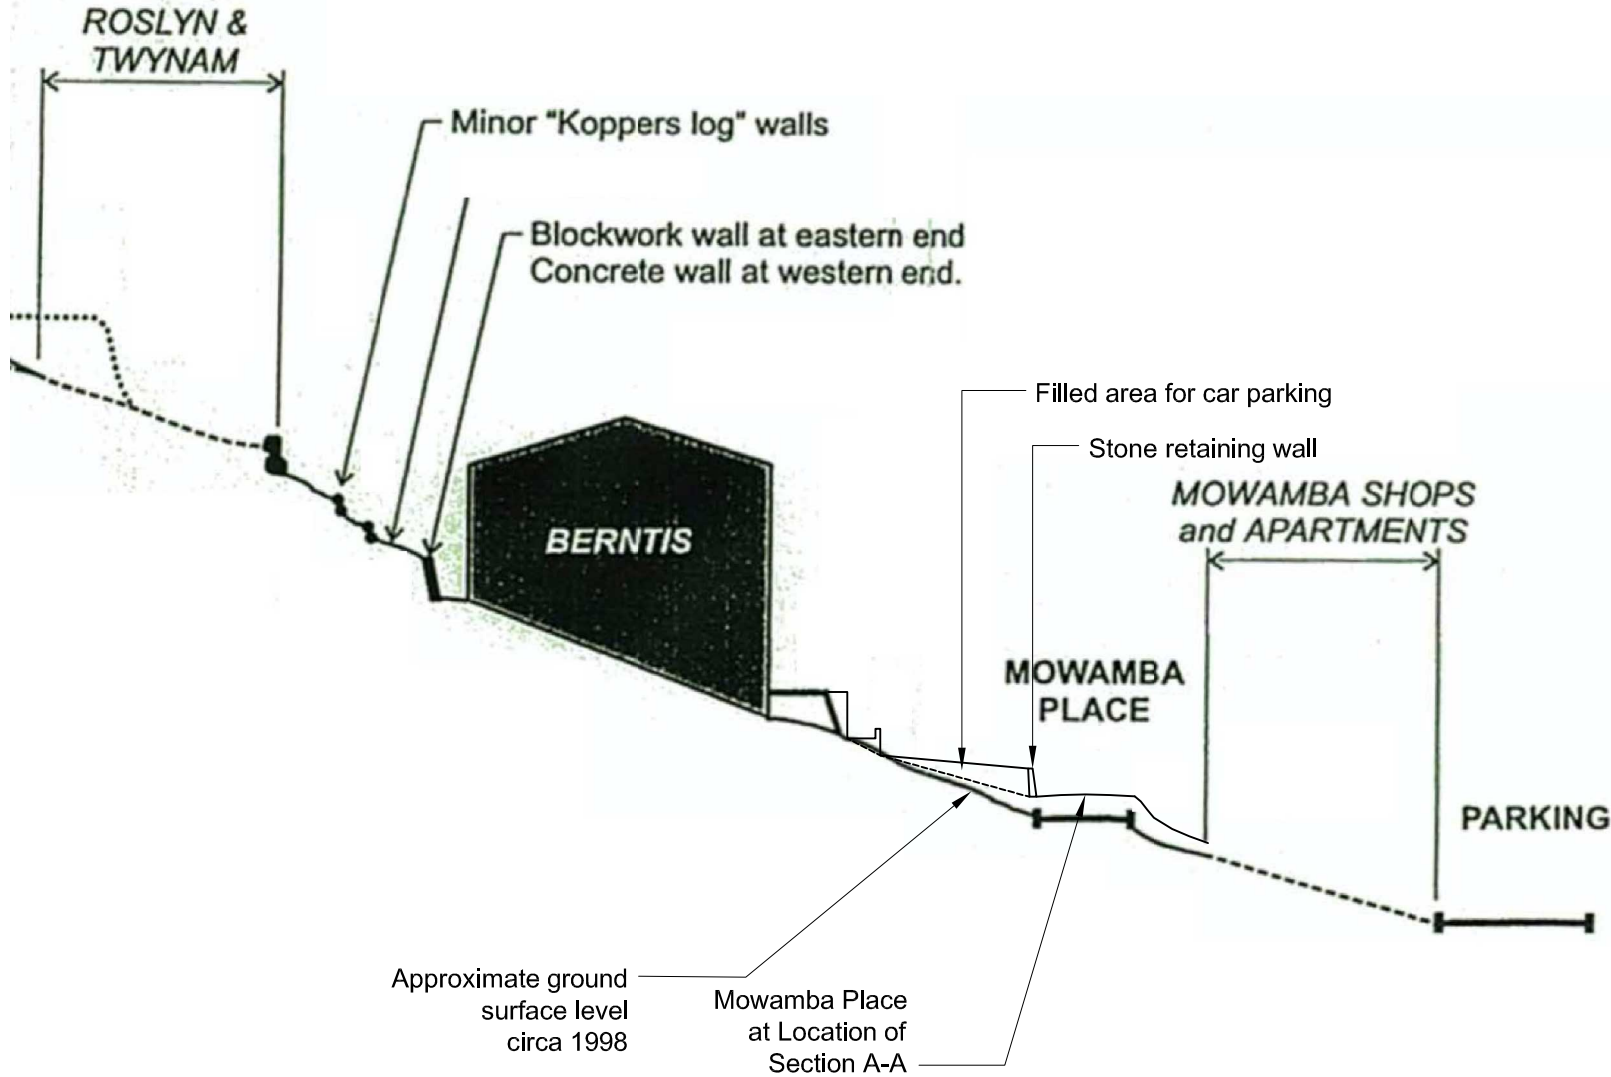 ROSLYN &
TWYNAM
Minor "Koppers log" walls
Blockwork wall at eastern end
Concrete wall at western end.
Filled area for car parking
Stone retaining wall
MOWAMBA SHOPS
and APARTMENTS
BERNTIS
MOWAMBA
PLACE
PARKING
Approximate ground
surface level
circa 1998
Mowamba Place
at Location of
Section A-A